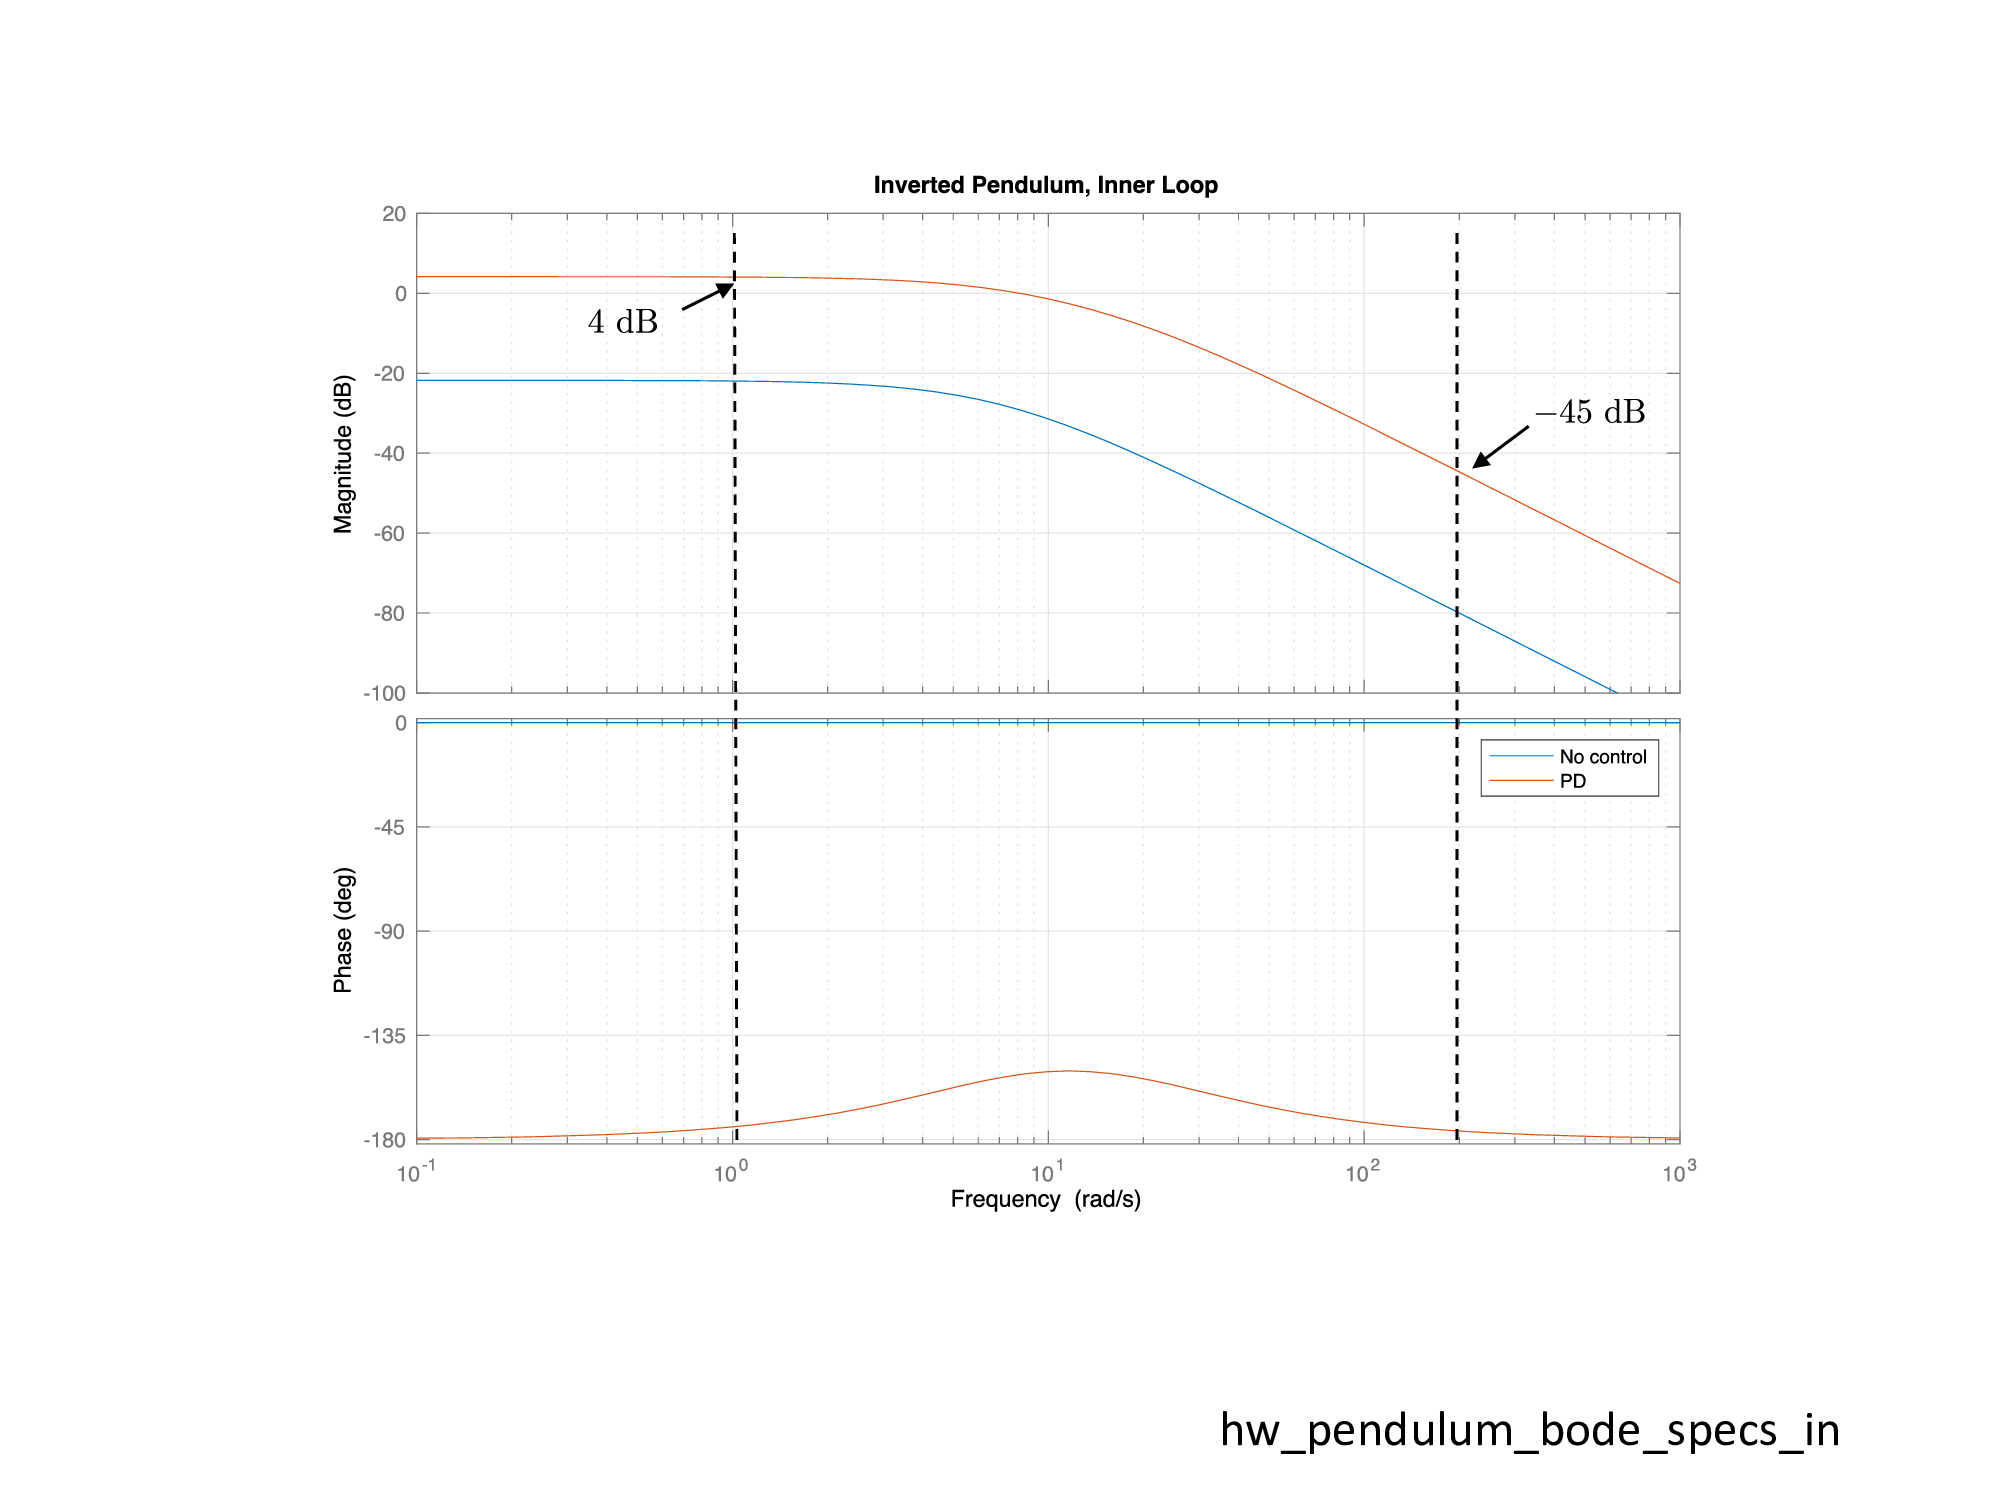 Inverted Pendulum, Inner Loop
20
0
-20
-40
-60
-80
-100
Magnitude (dB)
4 dB
−45 dB
0
-45
-90
-135
-180
Phase (deg)
No control
PD
10^-1
10^0
10^1
10^2
10^3
Frequency (rad/s)
hw_pendulum_bode_specs_in